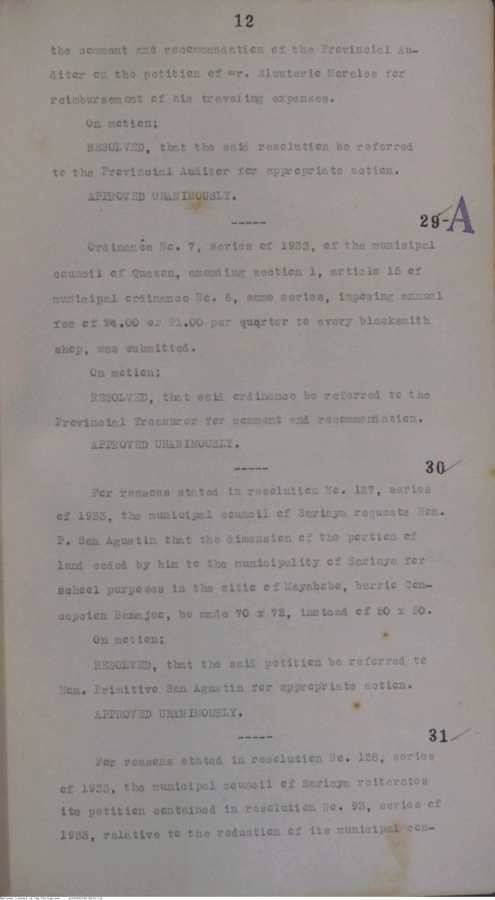 12
the comment and recommendation of the Provincial Au-
ditor on the petition of Mr. Eleuterio Morales for
reimbursement of his traveling expenses.
On motion;
RESOLVED, that the said resolution be referred
to the Provincial Auditor for appropriate action.
APPROVED UNANIMOUSLY.
-----
29-A
Ordinance No. 7, series of 1933, of the municipal
council of Quezon, amending section 1, article 15 of
municipal ordinance No. 6, same series, imposing annual
fee of ₱4.00 or ₱1.00 per quarter to every blacksmith
shop, was submitted.
On motion;
RESOLVED, that said ordinance be referred to the
Provincial Treasurer for comment and recommendation.
APPROVED UNANIMOUSLY.
-----
30
For reasons stated in resolution No. 127, series
of 1933, the municipal council of Sariaya requests Hon.
P. San Agustin that the dimension of the portion of
land ceded by him to the municipality of Sariaya for
school purposes in the sitio of Mayabobo, barrio Con-
cepcion Banajos, be made 70 x 72, instead of 50 x 50.
On motion;
RESOLVED, that the said petition be referred to
Hon. Primitivo San Agustin for appropriate action.
APPROVED UNANIMOUSLY.
-----
31
For reasons stated in resolution No. 128, series
of 1933, the municipal council of Sariaya reiterates
its petition contained in resolution No. 93, series of
1933, relative to the reduction of its municipal con-
National Library of the Philippines